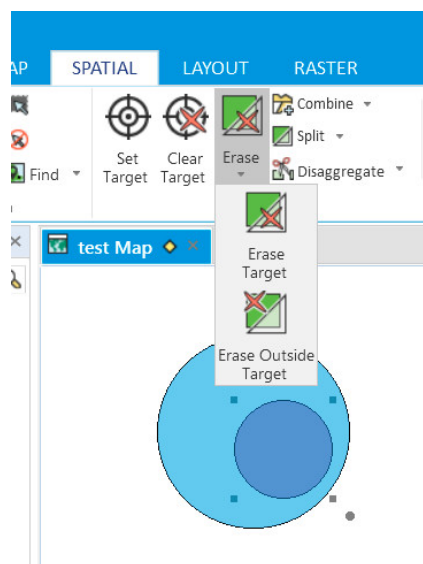 AP SPATIAL LAYOUT RASTER
Combine
Split
Disaggregate
Find
Set Target
Clear Target
Erase
test Map
Erase
Target
Erase Outside
Target